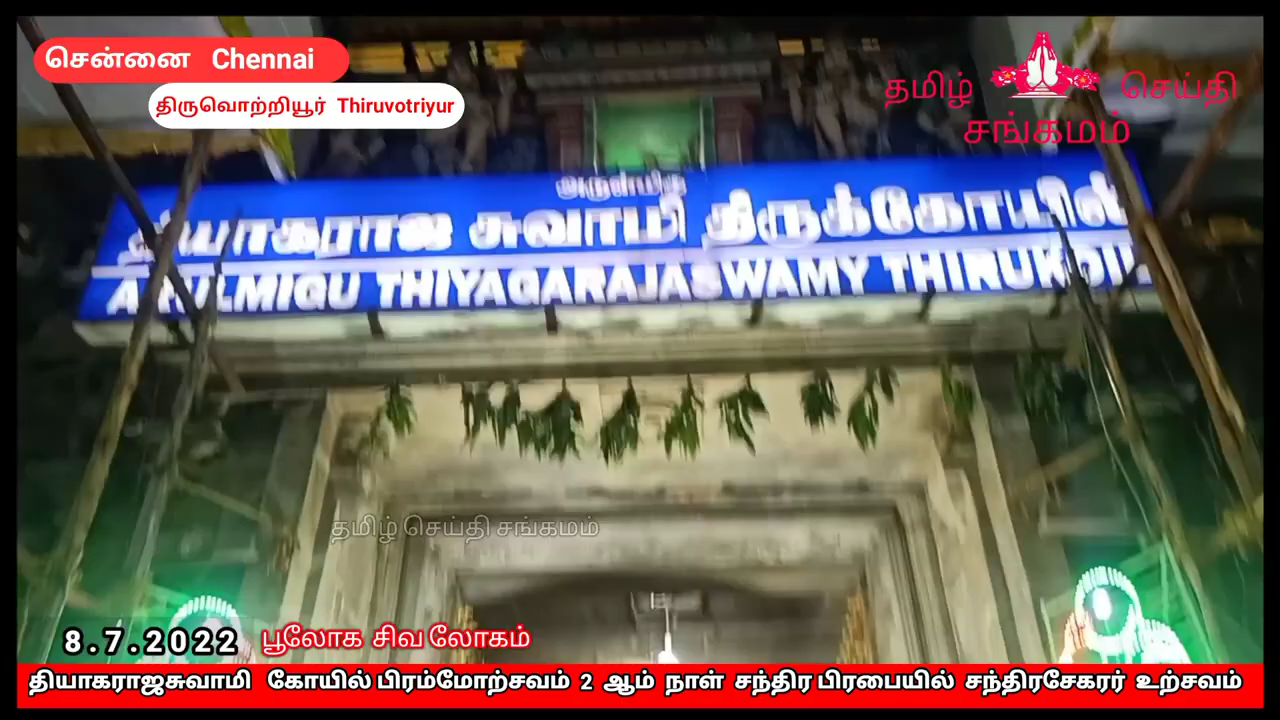 சென்னை Chennai
திருவொற்றியூர் Thiruvotriyur
தமிழ் செய்தி
சங்கமம்
அருள்மிகு
தியாகராஜ சுவாமி திருக்கோயில்
ARULMIGU THIYAGARAJASWAMY THIRUKOIL
தமிழ் செய்தி சங்கமம்
8.7.2022 பூலோக சிவ லோகம்
தியாகராஜசுவாமி கோயில் பிரம்மோற்சவம் 2 ஆம் நாள் சந்திர பிரபையில் சந்திரசேகரர் உற்சவம்